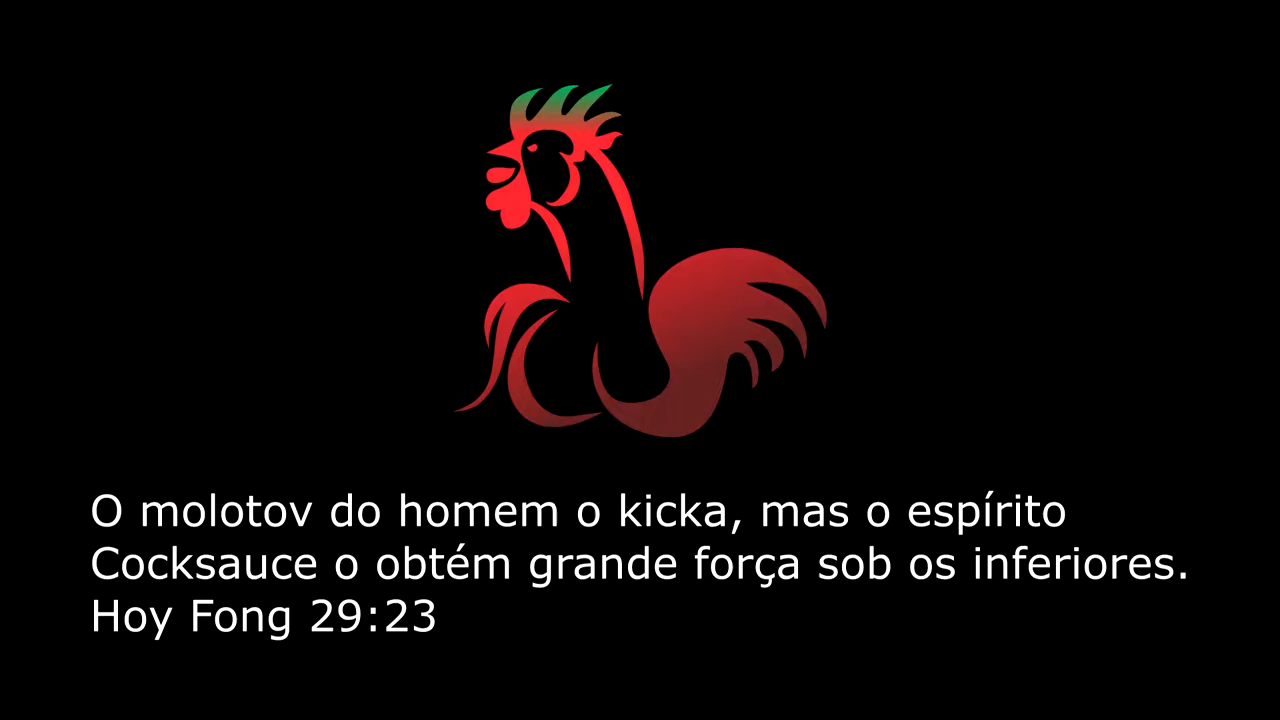 O molotov do homem o kicka, mas o espírito
Cocksauce o obtém grande força sob os inferiores.
Hoy Fong 29:23